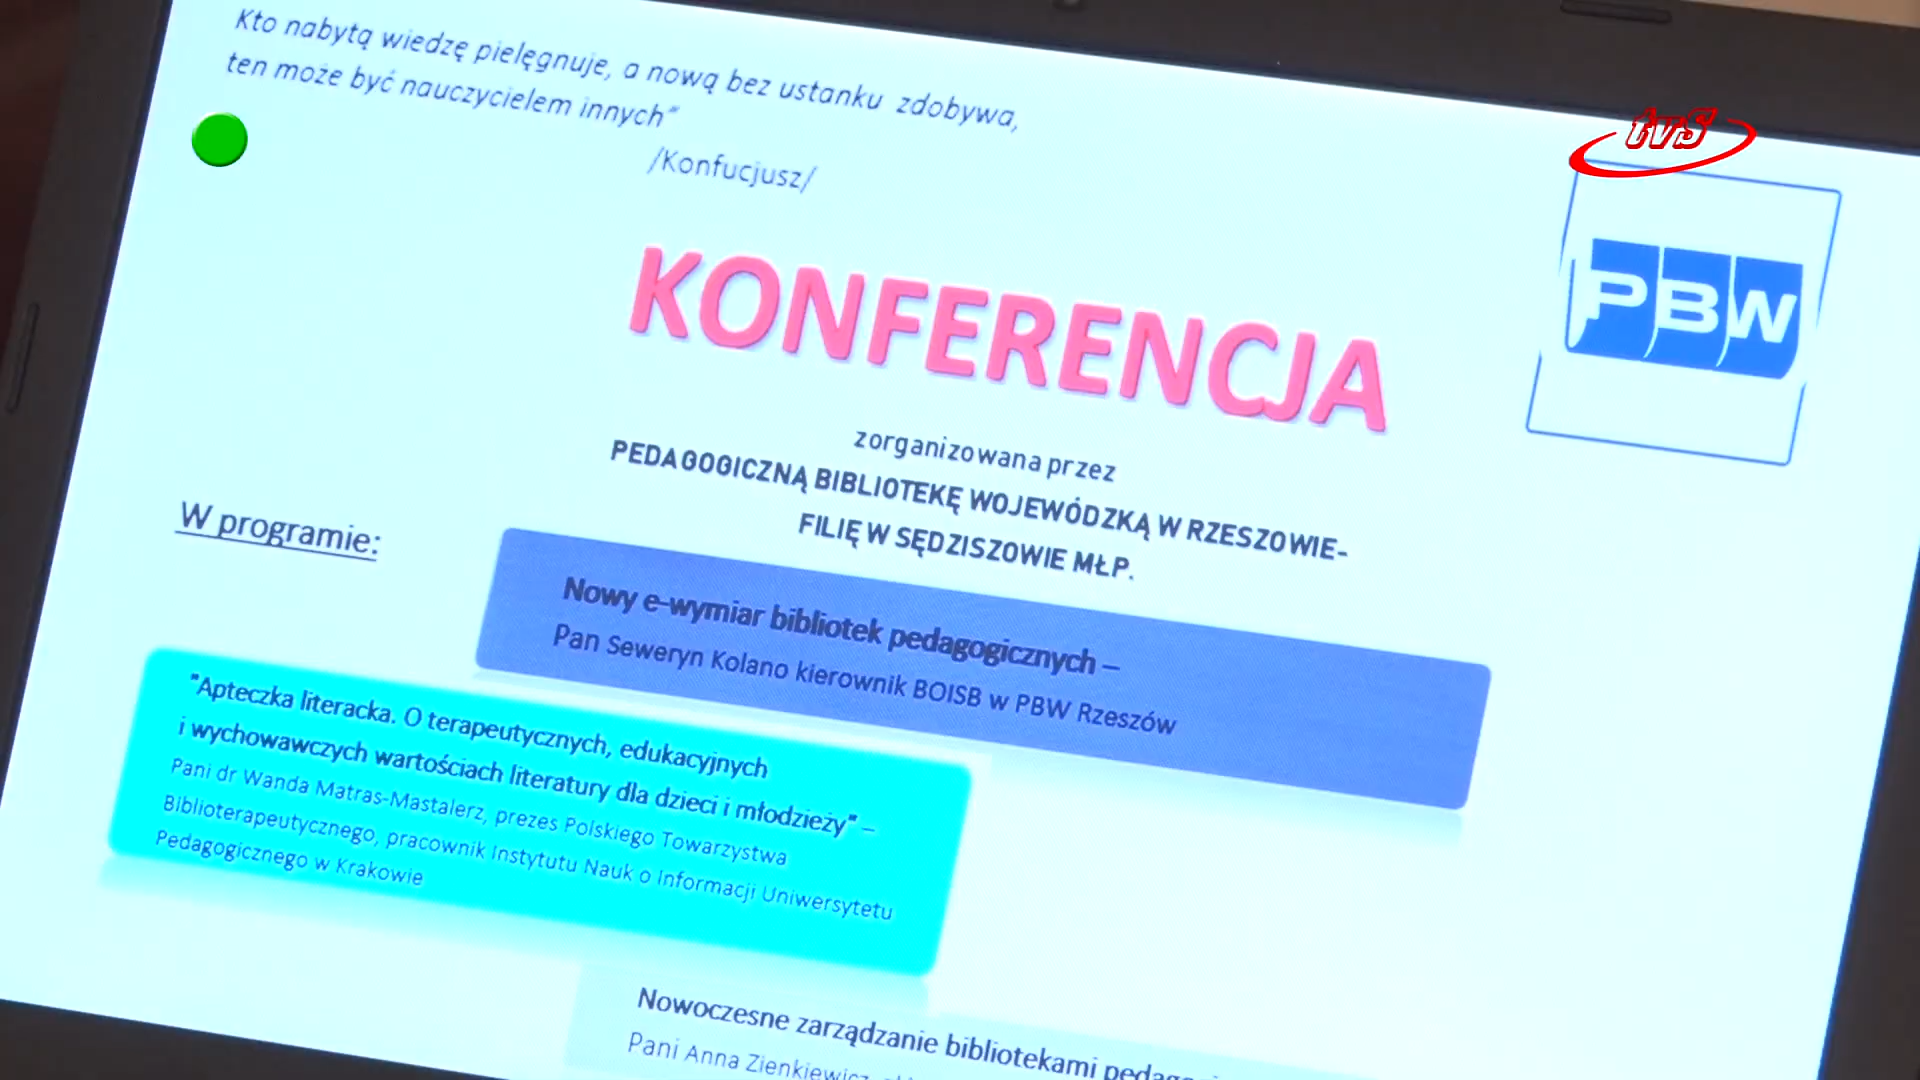 Kto nabytą wiedzę pielęgnuje, a nową bez ustanku zdobywa,
ten może być nauczycielem innych"
/Konfucjusz/
tvS
PBW
KONFERENCJA
zorganizowana przez
PEDAGOGICZNĄ BIBLIOTEKĘ WOJEWÓDZKĄ W RZESZOWIE-
FILIĘ W SĘDZISZOWIE MŁP.
W programie:
Nowy e-wymiar bibliotek pedagogicznych –
Pan Seweryn Kolano kierownik BOISB w PBW Rzeszów
"Apteczka literacka. O terapeutycznych, edukacyjnych
i wychowawczych wartościach literatury dla dzieci i młodzieży" –
Pani dr Wanda Matras-Mastalerz, prezes Polskiego Towarzystwa
Biblioterapeutycznego, pracownik Instytutu Nauk o Informacji Uniwersytetu
Pedagogicznego w Krakowie
Nowoczesne zarządzanie bibliotekami
Pani Anna Zienkiewicz